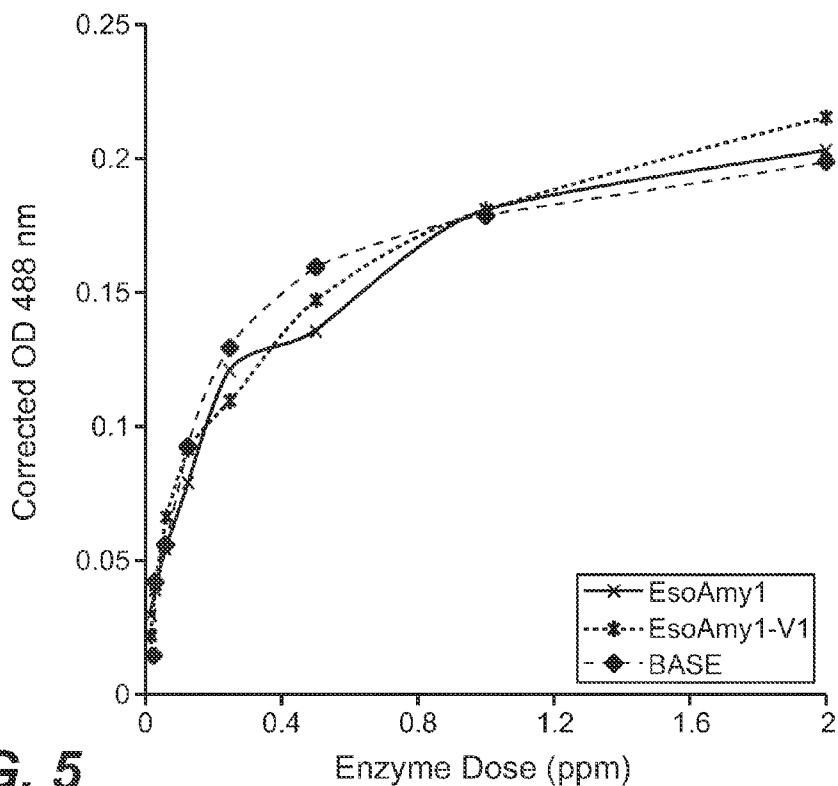 0.25
0.2
0.15
0.1
0.05
0
Corrected OD 488 nm
0 0.4 0.8 1.2 1.6 2
Enzyme Dose (ppm)
EsoAmy1
EsoAmy1-V1
BASE
G. 5